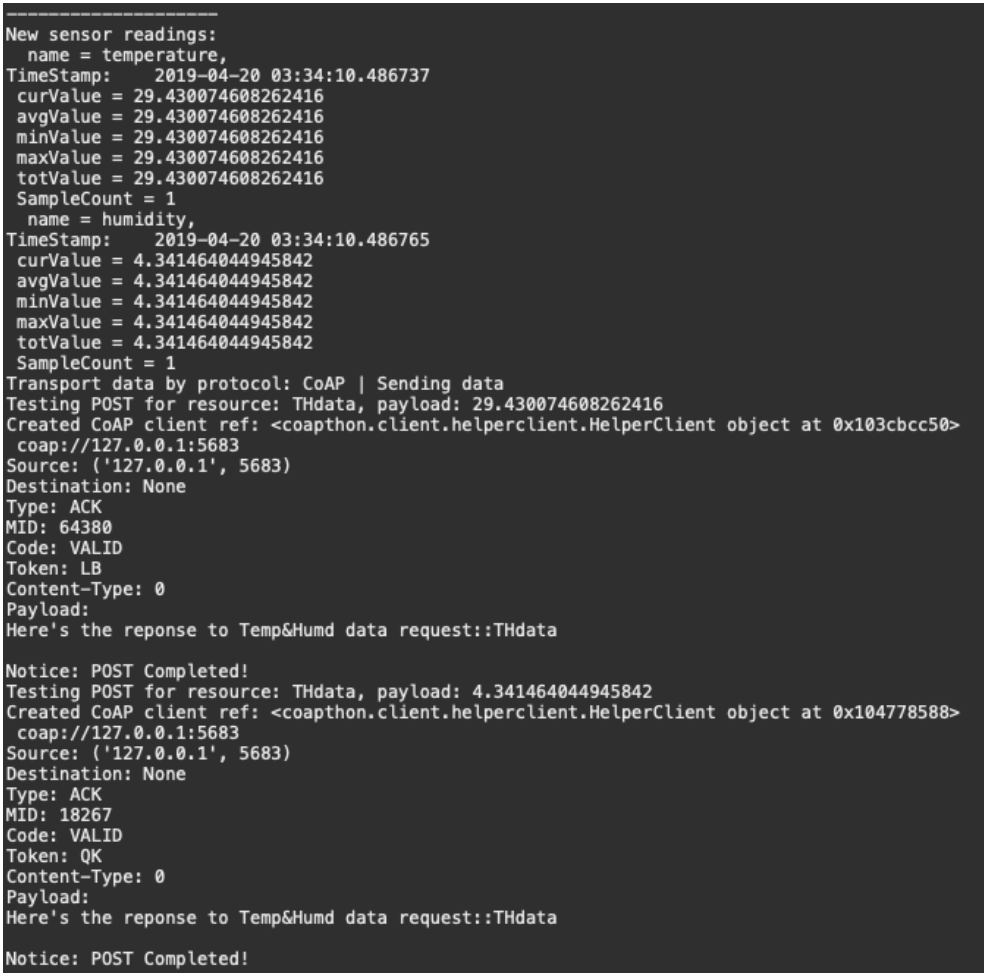 --------------------
New sensor readings:
  name = temperature,
TimeStamp:    2019-04-20 03:34:10.486737
 curValue = 29.430074608262416
 avgValue = 29.430074608262416
 minValue = 29.430074608262416
 maxValue = 29.430074608262416
 totValue = 29.430074608262416
 SampleCount = 1
  name = humidity,
TimeStamp:    2019-04-20 03:34:10.486765
 curValue = 4.341464044945842
 avgValue = 4.341464044945842
 minValue = 4.341464044945842
 maxValue = 4.341464044945842
 totValue = 4.341464044945842
 SampleCount = 1
Transport data by protocol: CoAP | Sending data
Testing POST for resource: THdata, payload: 29.430074608262416
Created CoAP client ref: <coapthon.client.helperclient.HelperClient object at 0x103cbcc50>
 coap://127.0.0.1:5683
Source: ('127.0.0.1', 5683)
Destination: None
Type: ACK
MID: 64380
Code: VALID
Token: LB
Content-Type: 0
Payload:
Here's the reponse to Temp&Humd data request::THdata

Notice: POST Completed!
Testing POST for resource: THdata, payload: 4.341464044945842
Created CoAP client ref: <coapthon.client.helperclient.HelperClient object at 0x104778588>
 coap://127.0.0.1:5683
Source: ('127.0.0.1', 5683)
Destination: None
Type: ACK
MID: 18267
Code: VALID
Token: QK
Content-Type: 0
Payload:
Here's the reponse to Temp&Humd data request::THdata

Notice: POST Completed!